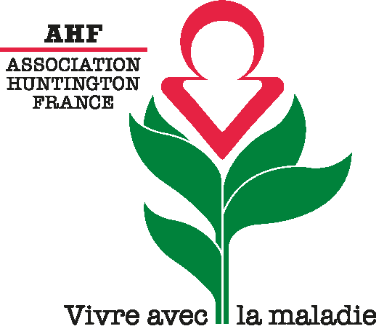 AHF
ASSOCIATION
HUNTINGTON
FRANCE
Vivre avec la maladie